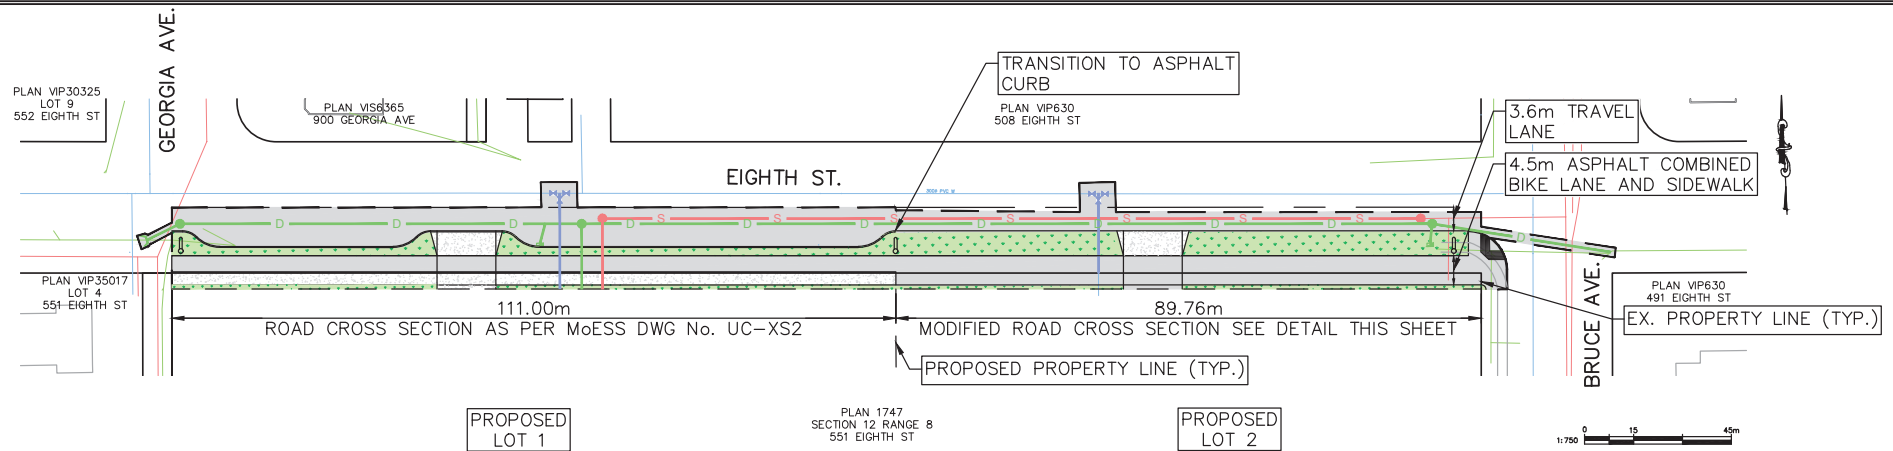 GEORGIA AVE.
PLAN VIP30325
LOT 9
552 EIGHTH ST
PLAN VIS6365
900 GEORGIA AVE
TRANSITION TO ASPHALT
CURB
PLAN VIP630
508 EIGHTH ST
3.6m TRAVEL
LANE
4.5m ASPHALT COMBINED
BIKE LANE AND SIDEWALK
EIGHTH ST.
D D D D D D D D
S S S S S S S
D
PLAN VIP35017
LOT 4
551 EIGHTH ST
111.00m
ROAD CROSS SECTION AS PER MoESS DWG No. UC-XS2
89.76m
MODIFIED ROAD CROSS SECTION SEE DETAIL THIS SHEET
PLAN VIP630
491 EIGHTH ST
EX. PROPERTY LINE (TYP.)
BRUCE AVE.
PROPOSED PROPERTY LINE (TYP.)
PROPOSED
LOT 1
PLAN 1747
SECTION 12 RANGE 8
551 EIGHTH ST
PROPOSED
LOT 2
1:750
0 15 45m